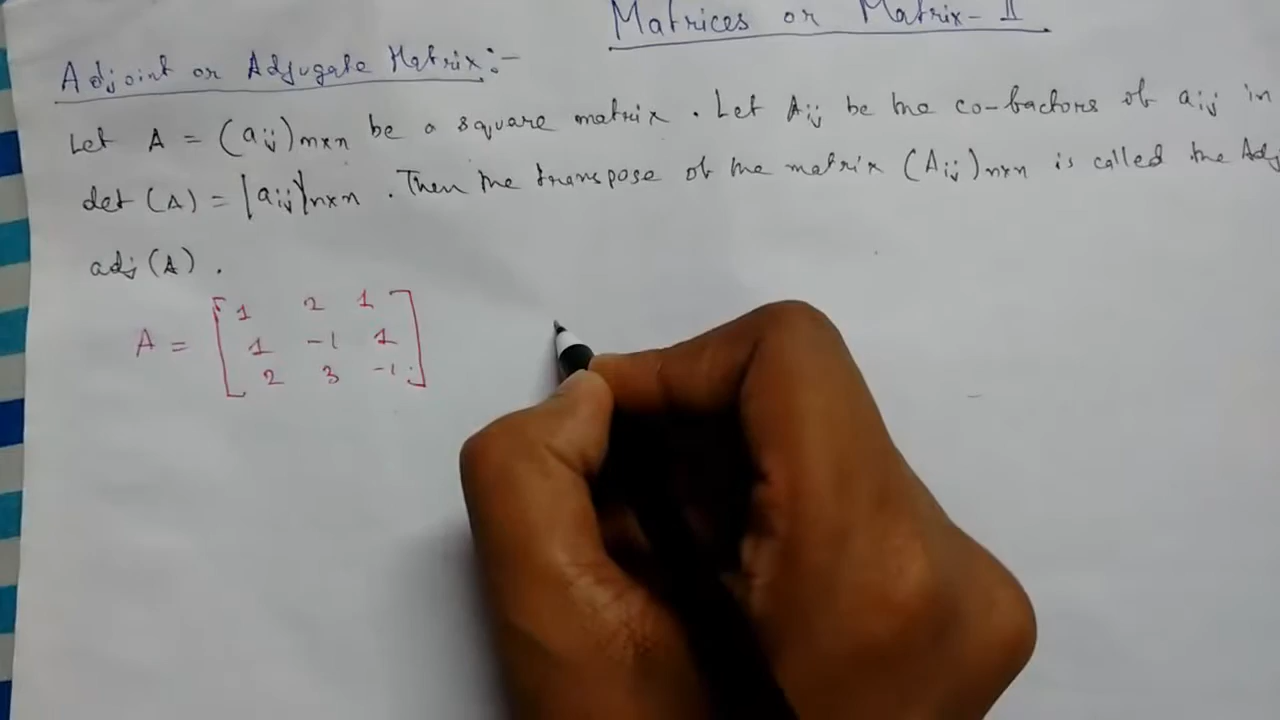 Matrices or Matrix-II
Adjoint or Adjugate Matrix:-
Let A = (aij)n×n be a square matrix. Let Aij be the co-factors of aij in
det (A) = |aij|n×n. Then the transpose of the matrix (Aij)n×n is called the Adj
adj (A).
A = [1 2 1
1 -1 1
2 3 -1]